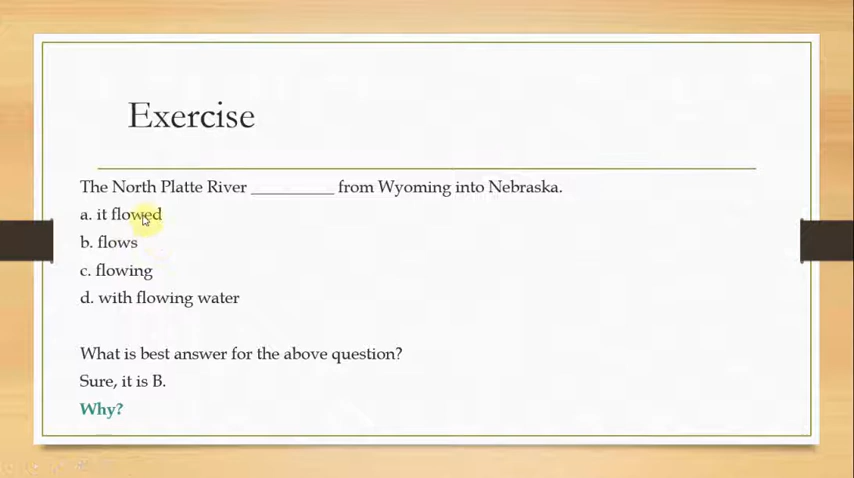 Exercise
The North Platte River __________ from Wyoming into Nebraska.
a. it flowed
b. flows
c. flowing
d. with flowing water
What is best answer for the above question?
Sure, it is B.
Why?